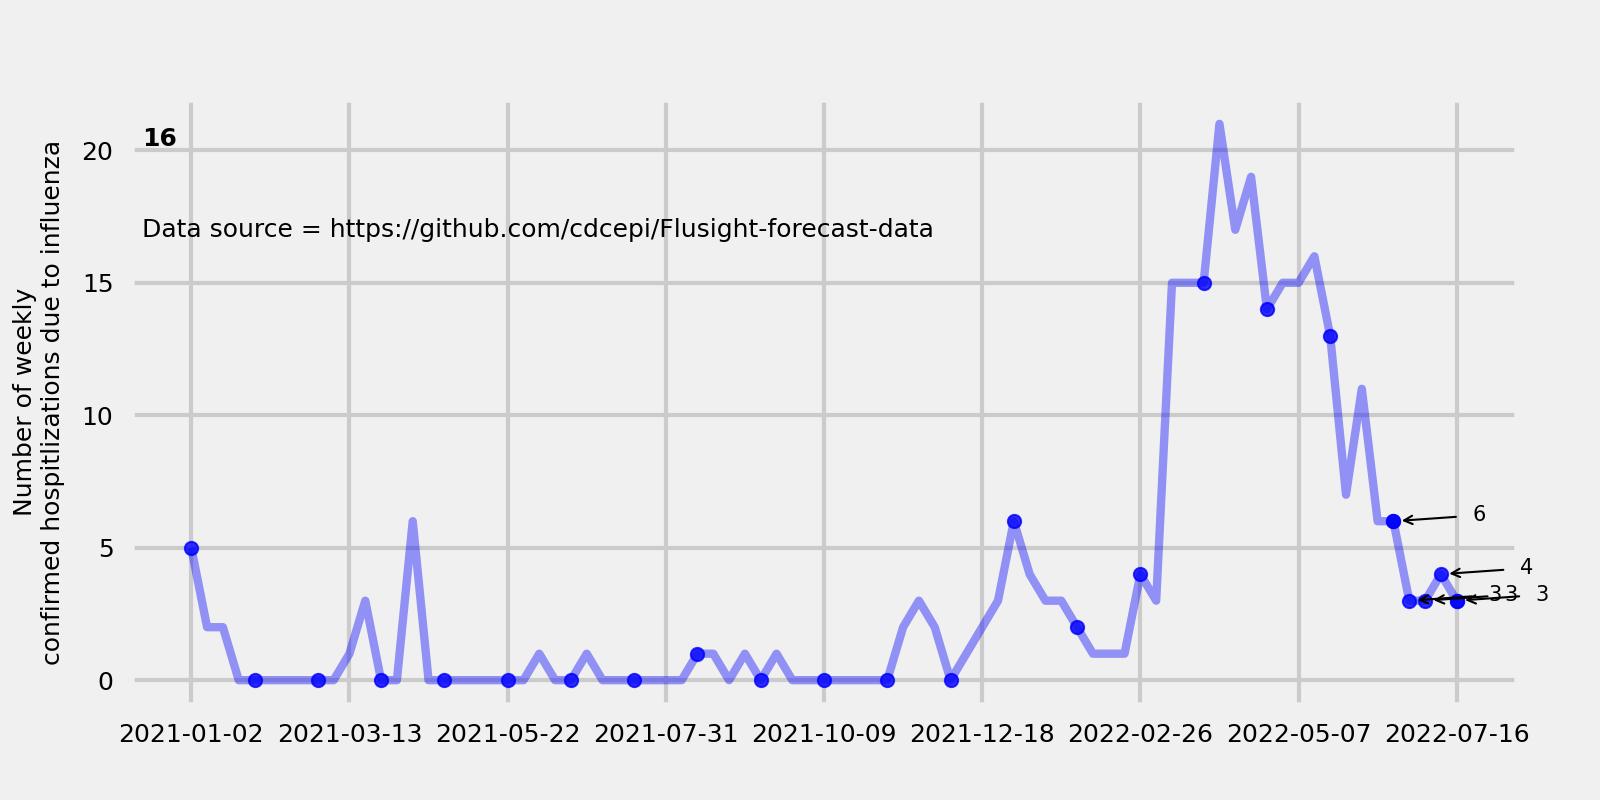 16
Data source = https://github.com/cdcepi/Flusight-forecast-data
Number of weekly
confirmed hospitlizations due to influenza
20
15
10
5
0
6
4
3
3
3
2021-01-02 2021-03-13 2021-05-22 2021-07-31 2021-10-09 2021-12-18 2022-02-26 2022-05-07 2022-07-16